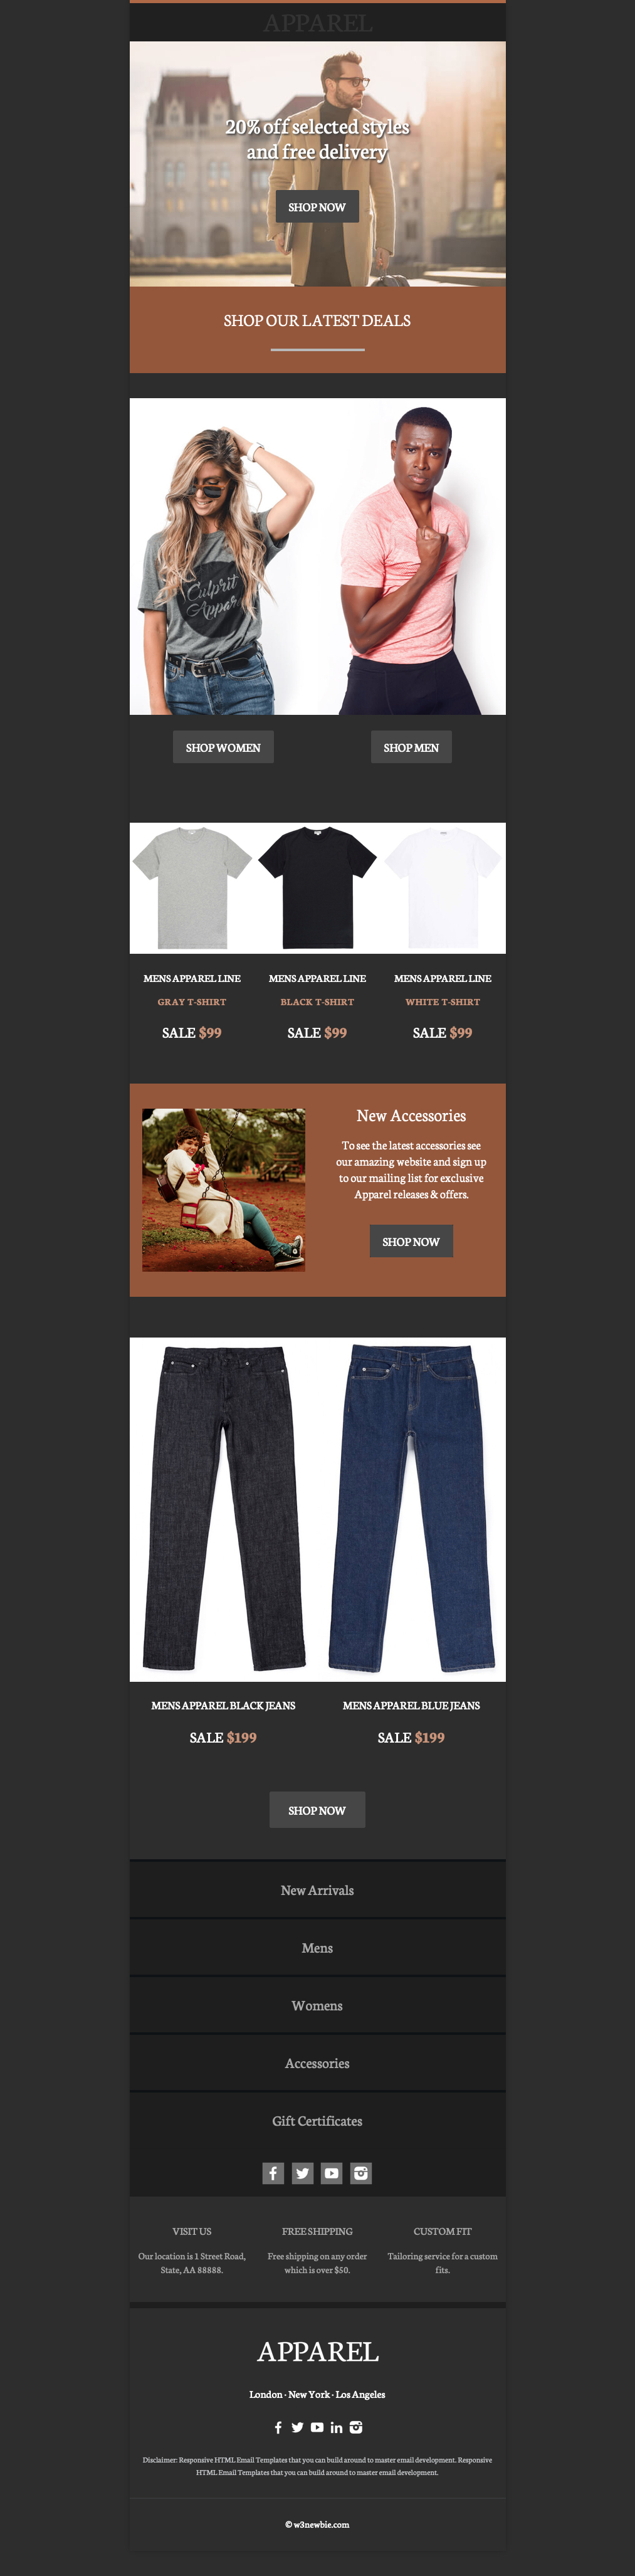 APPAREL
20% off selected styles
and free delivery
SHOP NOW
SHOP OUR LATEST DEALS
Culprit
Appar
SHOP WOMEN
SHOP MEN
MENS APPAREL LINE
GRAY T-SHIRT
SALE $99
MENS APPAREL LINE
BLACK T-SHIRT
SALE $99
MENS APPAREL LINE
WHITE T-SHIRT
SALE $99
New Accessories
To see the latest accessories see
our amazing website and sign up
to our mailing list for exclusive
Apparel releases & offers.
SHOP NOW
MENS APPAREL BLACK JEANS
SALE $199
MENS APPAREL BLUE JEANS
SALE $199
SHOP NOW
New Arrivals
Mens
Womens
Accessories
Gift Certificates
VISIT US
Our location is 1 Street Road,
State, AA 88888.
FREE SHIPPING
Free shipping on any order
which is over $50.
CUSTOM FIT
Tailoring service for a custom
fits.
APPAREL
London · New York · Los Angeles
Disclaimer: Responsive HTML Email Templates that you can build around to master email development. Responsive
HTML Email Templates that you can build around to master email development.
© w3newbie.com